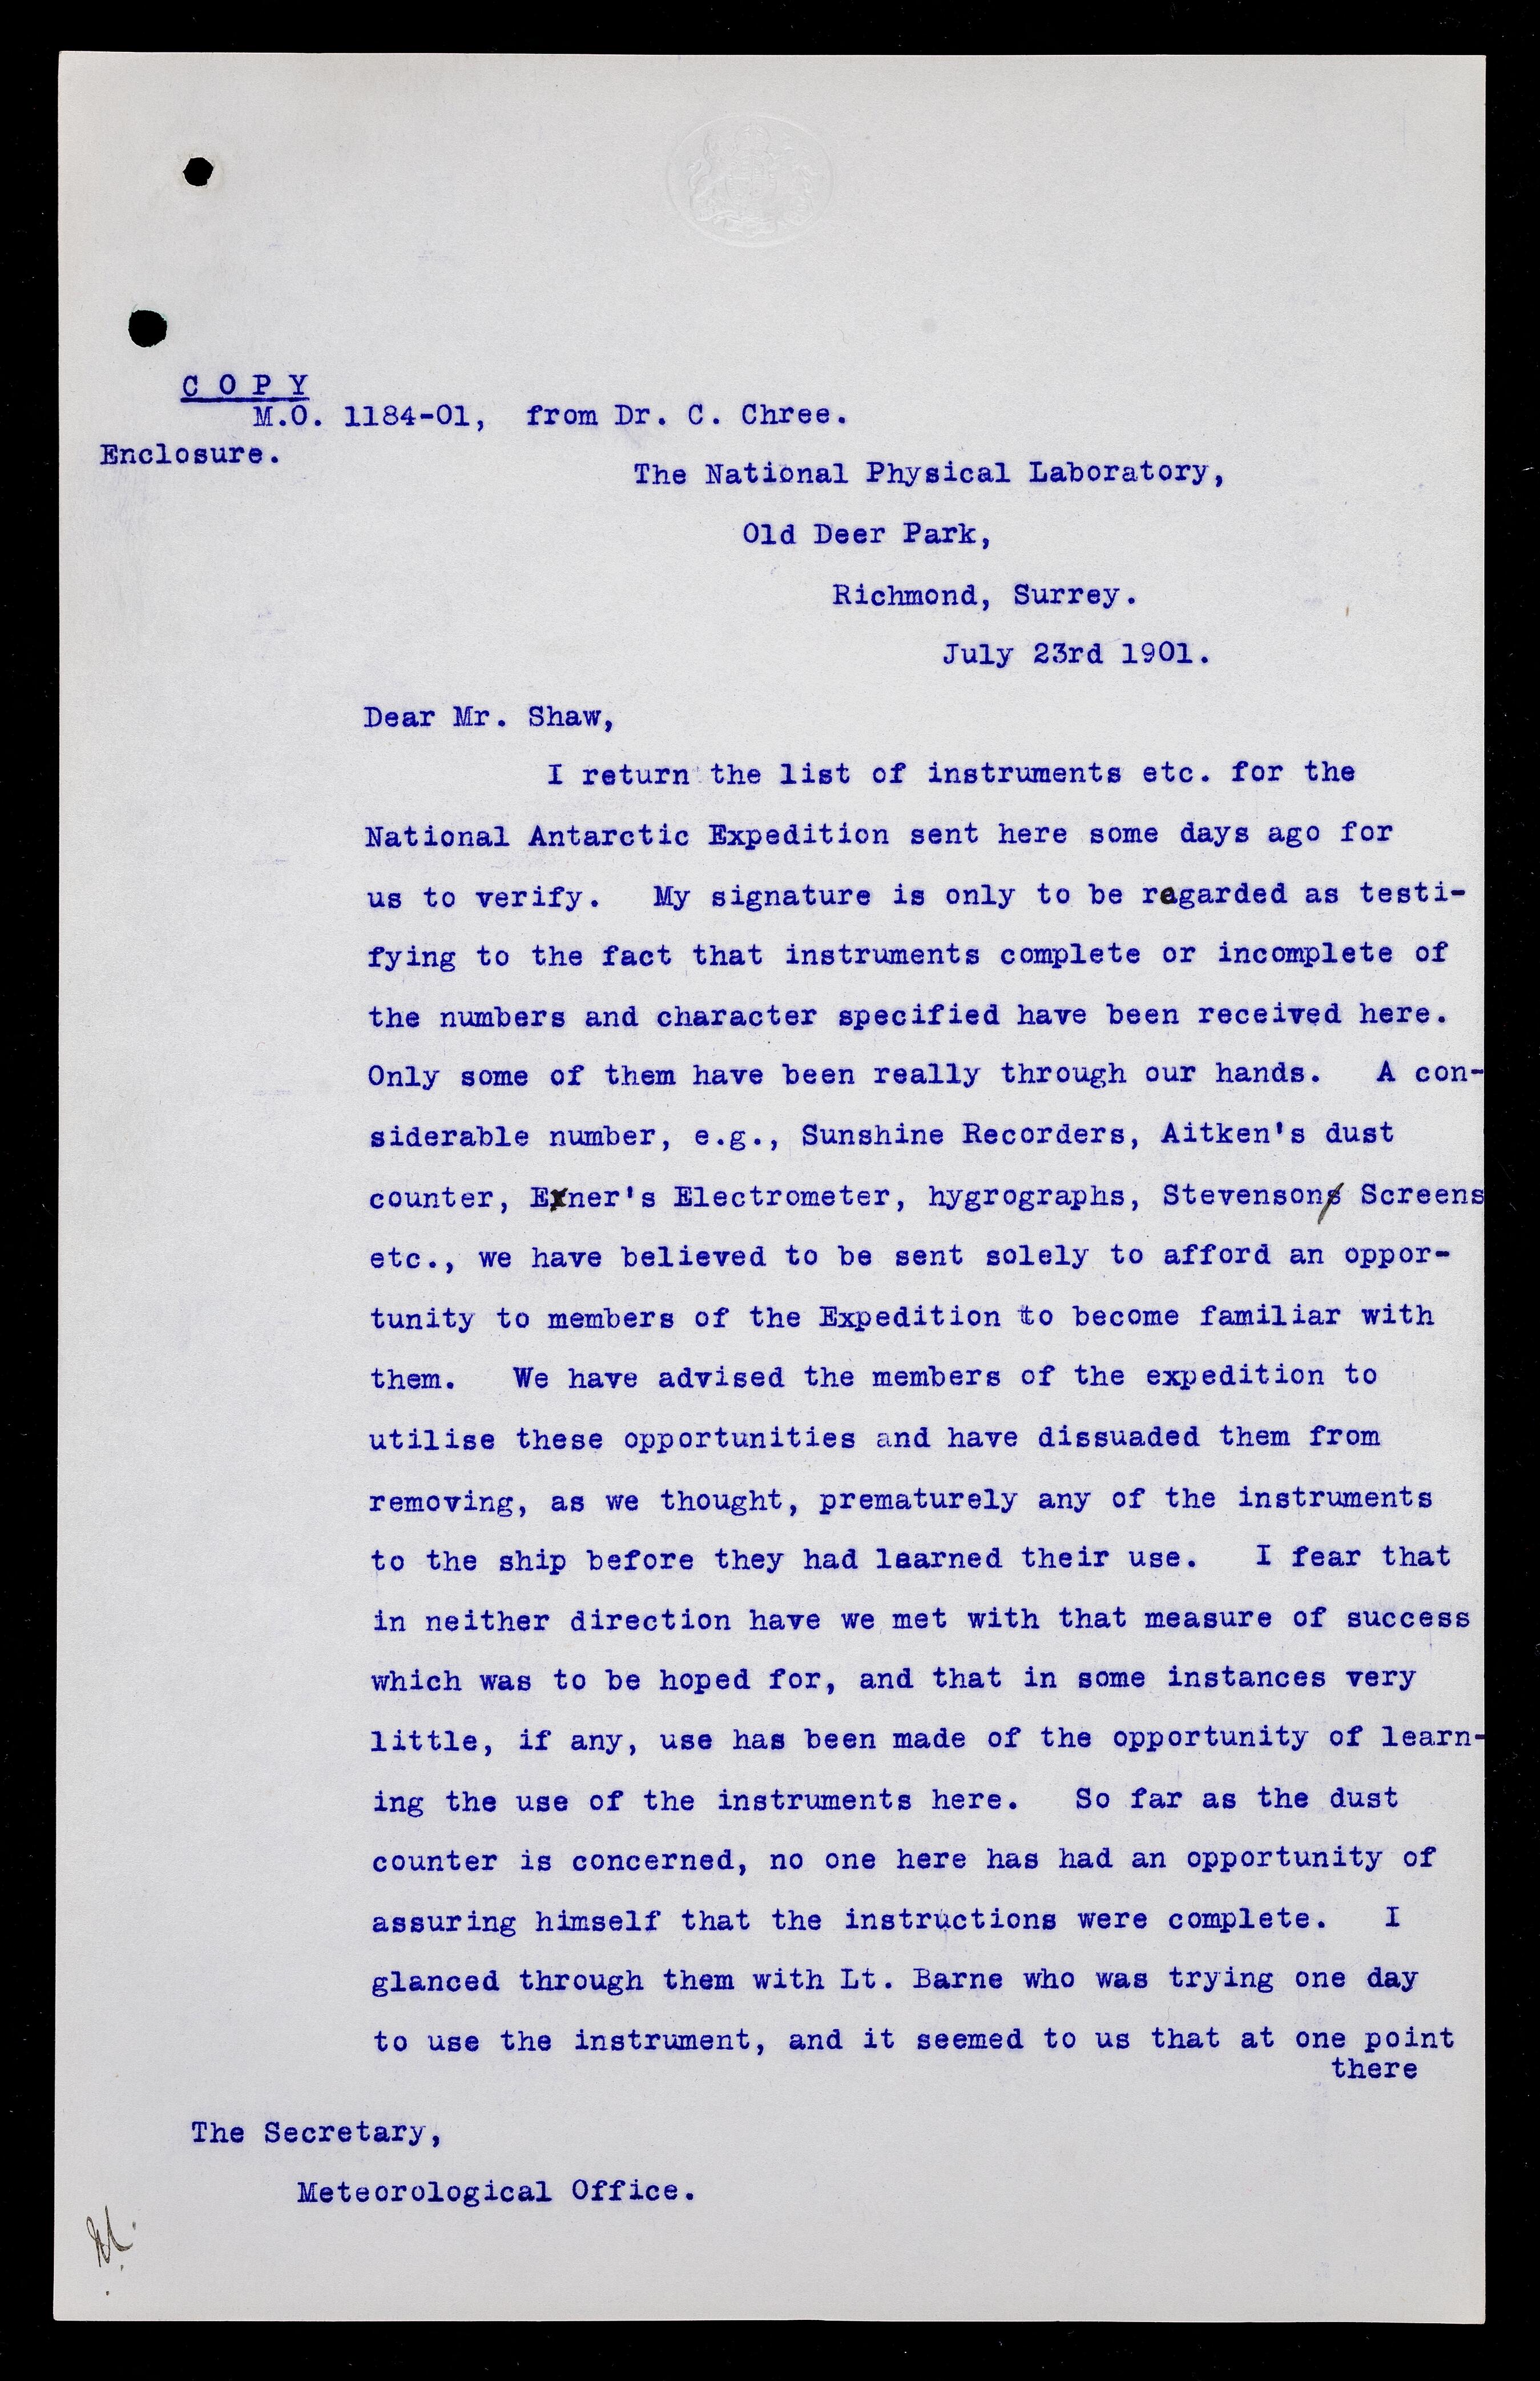 C O P Y
M.O. 1184-01, from Dr. C. Chree.
Enclosure.
The National Physical Laboratory,
Old Deer Park,
Richmond, Surrey.
July 23rd 1901.
Dear Mr. Shaw,
I return the list of instruments etc. for the
National Antarctic Expedition sent here some days ago for
us to verify. My signature is only to be regarded as testi-
fying to the fact that instruments complete or incomplete of
the numbers and character specified have been received here.
Only some of them have been really through our hands. A con-
siderable number, e.g., Sunshine Recorders, Aitken's dust
counter, Exner's Electrometer, hygrographs, Stevenson Screens
etc., we have believed to be sent solely to afford an oppor-
tunity to members of the Expedition to become familiar with
them. We have advised the members of the expedition to
utilise these opportunities and have dissuaded them from
removing, as we thought, prematurely any of the instruments
to the ship before they had learned their use. I fear that
in neither direction have we met with that measure of success
which was to be hoped for, and that in some instances very
little, if any, use has been made of the opportunity of learn-
ing the use of the instruments here. So far as the dust
counter is concerned, no one here has had an opportunity of
assuring himself that the instructions were complete. I
glanced through them with Lt. Barne who was trying one day
to use the instrument, and it seemed to us that at one point
there
The Secretary,
Meteorological Office.